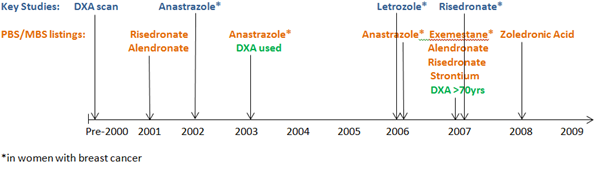 Key Studies: DXA scan Anastrazole* Letrozole* Risedronate*
PBS/MBS listings: Risedronate Anastrazole* Anastrazole* Exemestane* Zoledronic Acid
Alendronate DXA used Alendronate
Risedronate
Strontium
DXA >70yrs
Pre-2000 2001 2002 2003 2004 2005 2006 2007 2008 2009
*in women with breast cancer